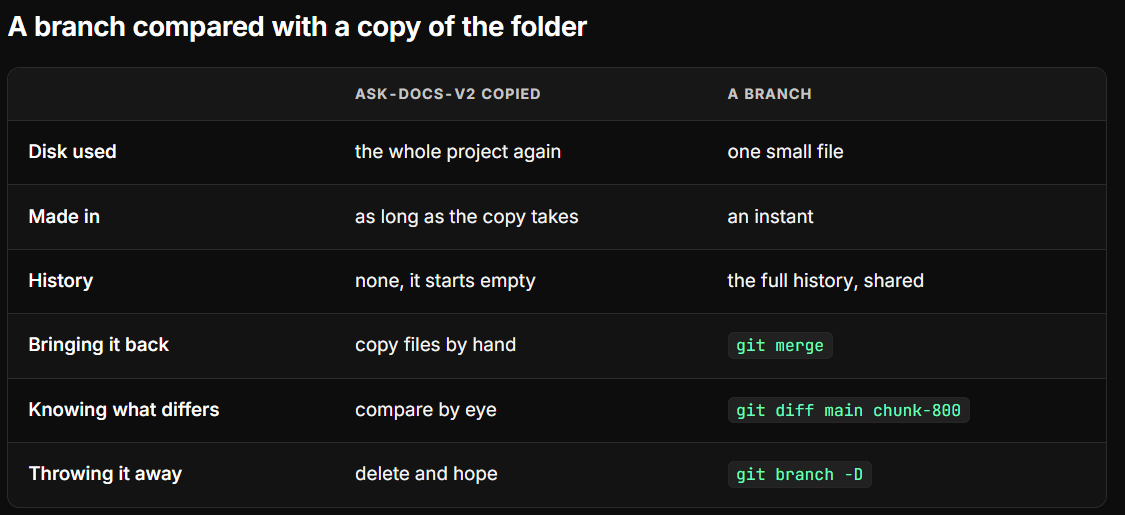 A branch compared with a copy of the folder
ASK-DOCS-V2 COPIED A BRANCH
Disk used the whole project again one small file
Made in as long as the copy takes an instant
History none, it starts empty the full history, shared
Bringing it back copy files by hand git merge
Knowing what differs compare by eye git diff main chunk-800
Throwing it away delete and hope git branch -D